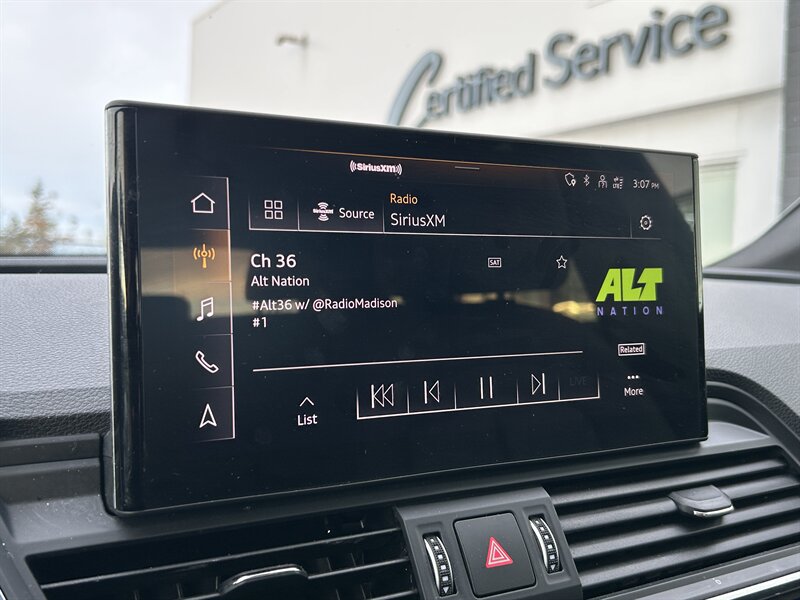 Certified Service
SiriusXM
3:07 PM
Source
Radio
SiriusXM
Ch 36
SAT
Alt Nation
#Alt36 w/ @RadioMadison
#1
ALT
NATION
Related
List
LIVE
More